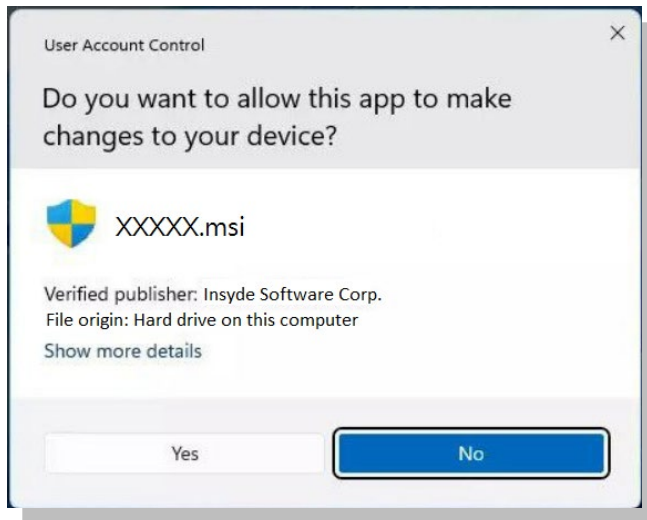 User Account Control
Do you want to allow this app to make
changes to your device?
XXXXX.msi
Verified publisher: Insyde Software Corp.
File origin: Hard drive on this computer
Show more details
Yes
No